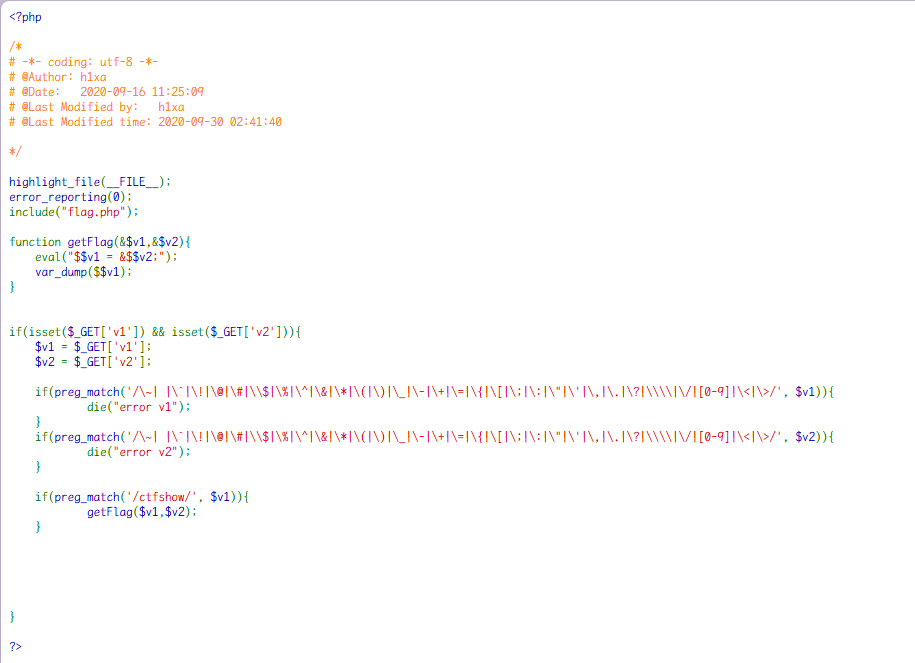 <?php
/*
# -*- coding: utf-8 -*-
# @Author: h1xa
# @Date:   2020-09-16 11:25:09
# @Last Modified by:   h1xa
# @Last Modified time: 2020-09-30 02:41:40
*/
highlight_file(__FILE__);
error_reporting(0);
include("flag.php");
function getFlag(&$v1,&$v2){
    eval("$$v1 = &$$v2;");
    var_dump($$v1);
}
if(isset($_GET['v1']) && isset($_GET['v2'])){
    $v1 = $_GET['v1'];
    $v2 = $_GET['v2'];
    if(preg_match('/\~| |\`|\!|\@|\#|\\$|\%|\^|\&|\*|\(|\)|\_|\-|\+|\=|\{|\[|\;|\:|\"|\'|\,|\.|\?|\\\\|\/|[0-9]|\<|\>/', $v1)){
            die("error v1");
    }
    if(preg_match('/\~| |\`|\!|\@|\#|\\$|\%|\^|\&|\*|\(|\)|\_|\-|\+|\=|\{|\[|\;|\:|\"|\'|\,|\.|\?|\\\\|\/|[0-9]|\<|\>/', $v2)){
            die("error v2");
    }
    if(preg_match('/ctfshow/', $v1)){
            getFlag($v1,$v2);
    }
}
?>